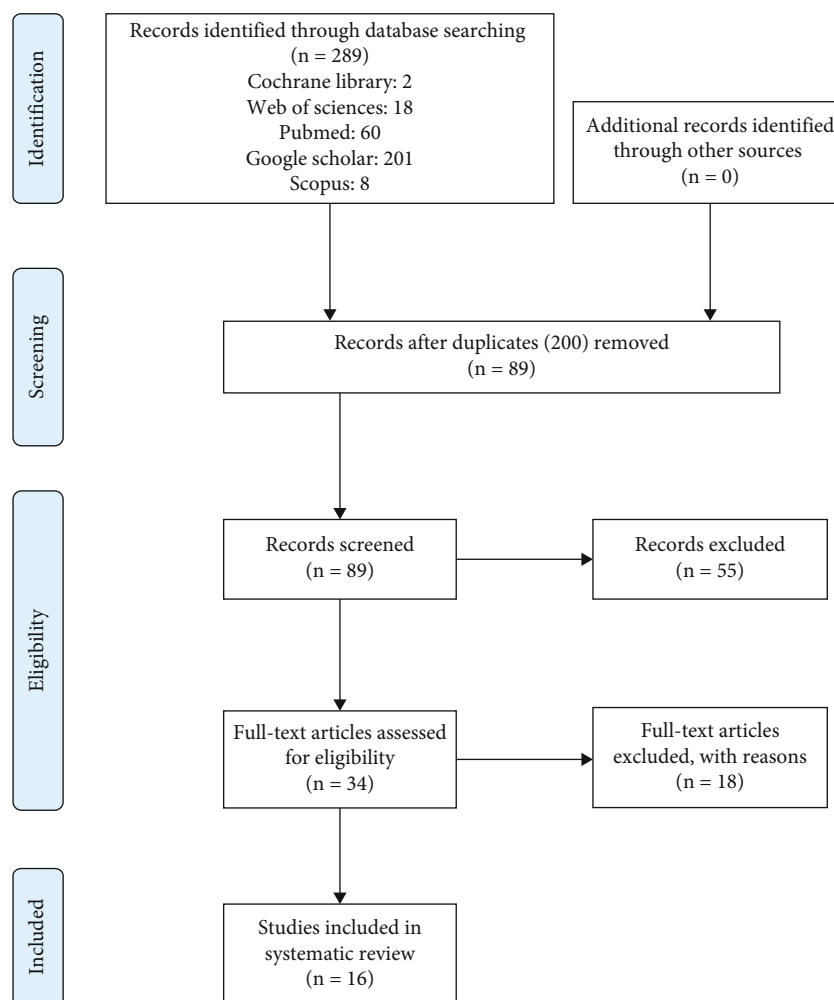 Identification
Records identified through database searching
(n = 289)
Cochrane library: 2
Web of sciences: 18
Pubmed: 60
Google scholar: 201
Scopus: 8
Additional records identified
through other sources
(n = 0)
Screening
Records after duplicates (200) removed
(n = 89)
Eligibility
Records screened
(n = 89)
Records excluded
(n = 55)
Full-text articles assessed
for eligibility
(n = 34)
Full-text articles
excluded, with reasons
(n = 18)
Included
Studies included in
systematic review
(n = 16)